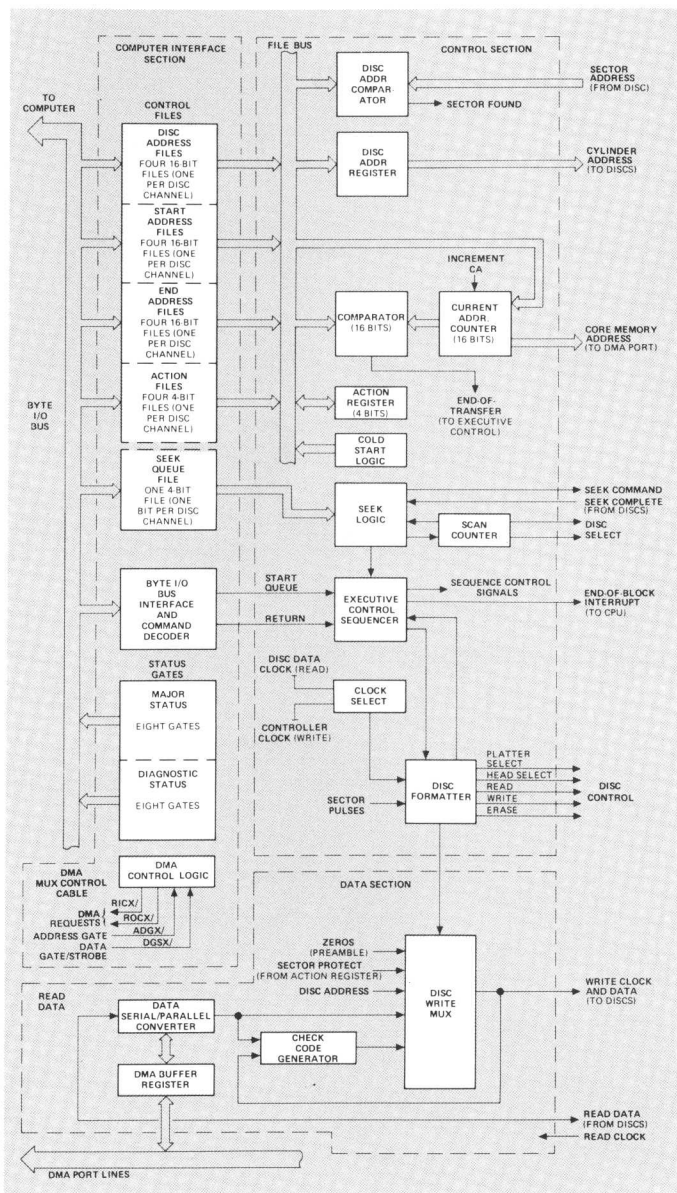 COMPUTER INTERFACE
SECTION
FILE BUS
CONTROL SECTION
TO
COMPUTER
CONTROL
FILES
DISC
ADDRESS
FILES
FOUR 16-BIT
FILES (ONE
PER DISC
CHANNEL)
START
ADDRESS
FILES
FOUR 16-BIT
FILES (ONE
PER DISC
CHANNEL)
END
ADDRESS
FILES
FOUR 16-BIT
FILES (ONE
PER DISC
CHANNEL)
ACTION
FILES
FOUR 4-BIT
FILES (ONE
PER DISC
CHANNEL)
BYTE
I/O
BUS
SEEK
QUEUE
FILE
ONE 4-BIT
FILE (ONE
BIT PER DISC
CHANNEL)
BYTE I/O
BUS
INTERFACE
AND
COMMAND
DECODER
STATUS
GATES
MAJOR
STATUS
EIGHT GATES
DIAGNOSTIC
STATUS
EIGHT GATES
DMA
MUX CONTROL
CABLE
DMA
CONTROL LOGIC
DMA
REQUESTS
RICX/
ROCX/
ADDRESS GATE
ADGX/
DATA
GATE/STROBE
DGSX/
DISC
ADDR
COMPAR-
ATOR
SECTOR
ADDRESS
(FROM DISC)
SECTOR FOUND
DISC
ADDR
REGISTER
CYLINDER
ADDRESS
(TO DISCS)
INCREMENT
CA
COMPARATOR
(16 BITS)
CURRENT
ADDR.
COUNTER
(16 BITS)
CORE MEMORY
ADDRESS
(TO DMA PORT)
ACTION
REGISTER
(4 BITS)
END-OF-
TRANSFER
(TO EXECUTIVE
CONTROL)
COLD
START
LOGIC
SEEK
LOGIC
SEEK COMMAND
SEEK COMPLETE
(FROM DISCS)
SCAN
COUNTER
DISC
SELECT
START
QUEUE
RETURN
EXECUTIVE
CONTROL
SEQUENCER
SEQUENCE CONTROL
SIGNALS
END-OF-BLOCK
INTERRUPT
(TO CPU)
DISC DATA
CLOCK (READ)
CLOCK
SELECT
CONTROLLER
CLOCK (WRITE)
SECTOR
PULSES
DISC
FORMATTER
PLATTER
SELECT
HEAD SELECT
READ
WRITE
ERASE
DISC
CONTROL
DATA SECTION
ZEROS
(PREAMBLE)
SECTOR PROTECT
(FROM ACTION REGISTER)
DISC ADDRESS
DISC
WRITE
MUX
WRITE CLOCK
AND DATA
(TO DISCS)
READ
DATA
DATA
SERIAL/PARALLEL
CONVERTER
CHECK
CODE
GENERATOR
DMA BUFFER
REGISTER
READ DATA
(FROM DISCS)
READ CLOCK
DMA PORT LINES